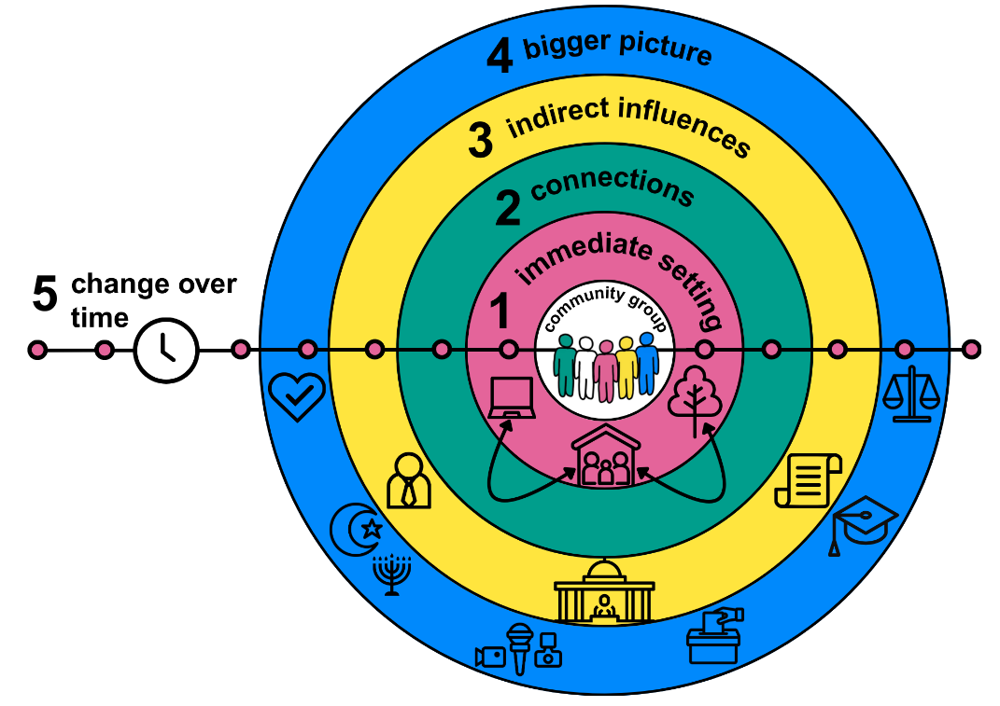 4 bigger picture
3 indirect influences
2 connections
1 immediate setting
community group
5 change over
time